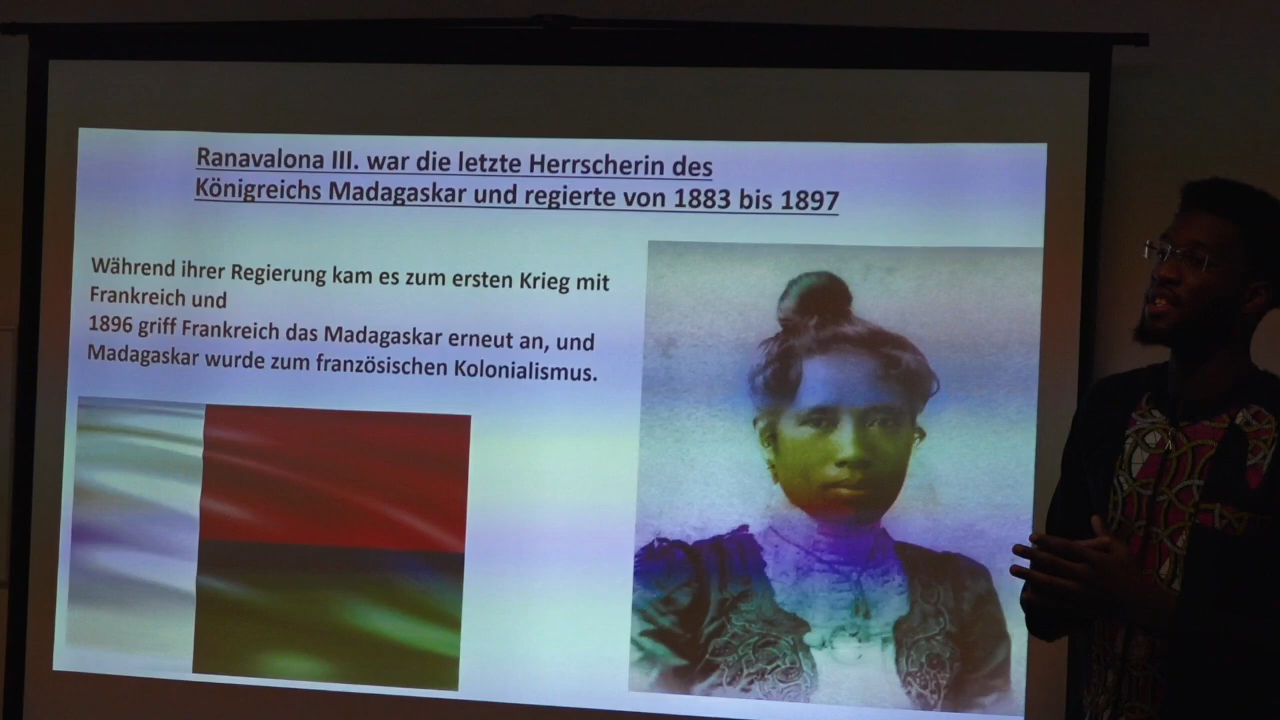 Ranavalona III. war die letzte Herrscherin des
Königreichs Madagaskar und regierte von 1883 bis 1897
Während ihrer Regierung kam es zum ersten Krieg mit
Frankreich und
1896 griff Frankreich das Madagaskar erneut an, und
Madagaskar wurde zum französischen Kolonialismus.